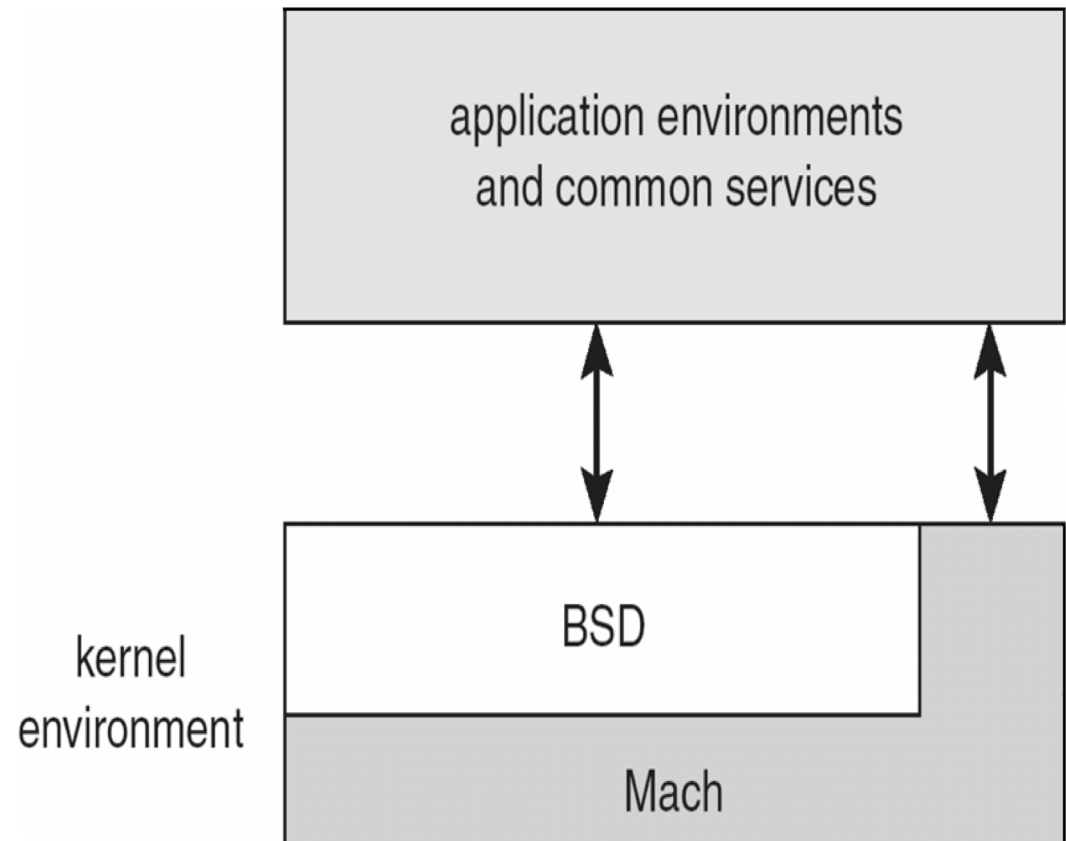 application environments
and common services
BSD
kernel
environment
Mach